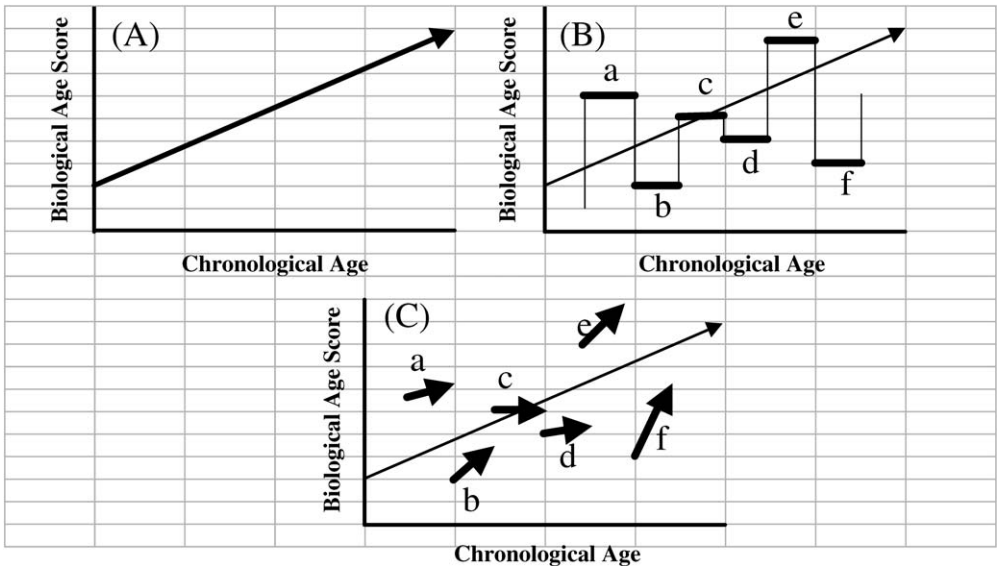 (A)
Biological Age Score
Chronological Age
(B)
a
b
c
d
e
f
Biological Age Score
Chronological Age
(C)
a
b
c
d
e
f
Biological Age Score
Chronological Age